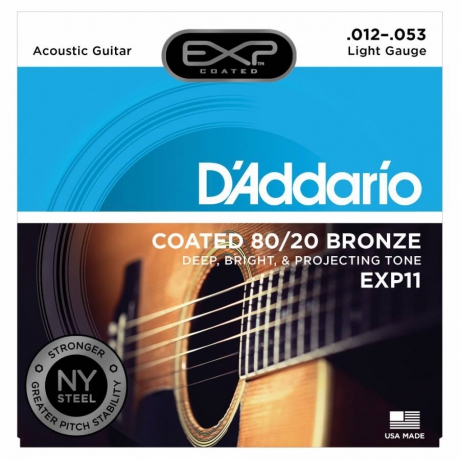 Acoustic Guitar
EXP™
COATED
.012–.053
Light Gauge
D'Addario
COATED 80/20 BRONZE
DEEP, BRIGHT, & PROJECTING TONE
EXP11
STRONGER
NY
STEEL
GREATER PITCH STABILITY
USA MADE